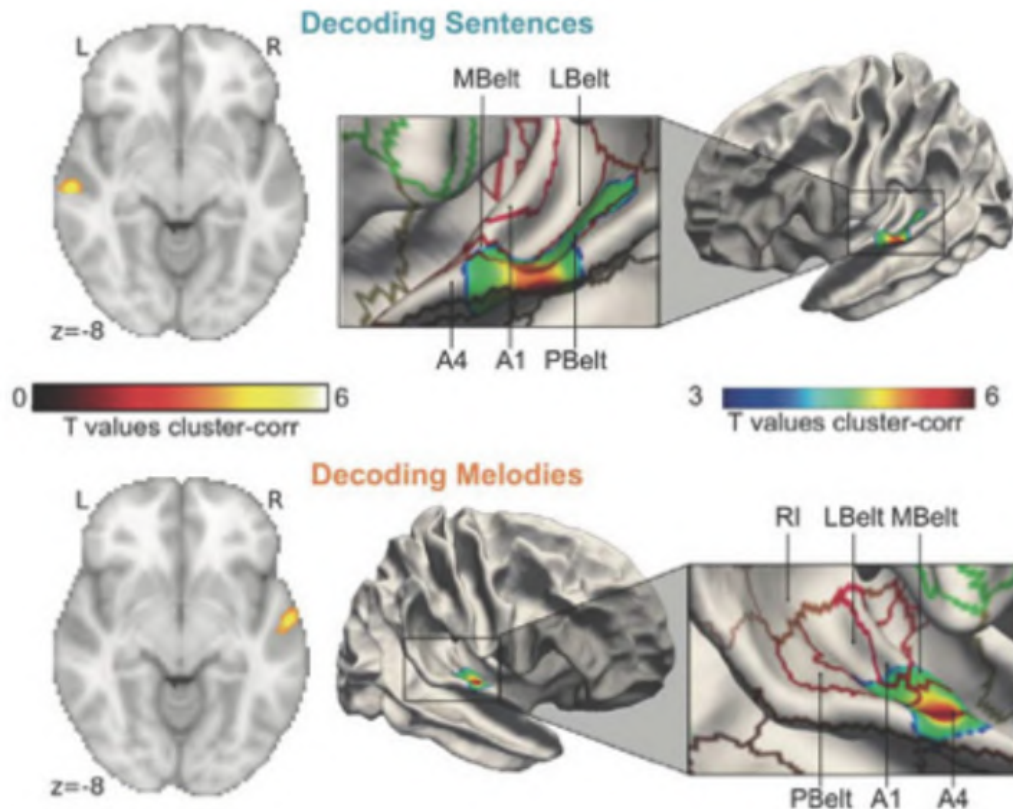 Decoding Sentences
L R
MBelt LBelt
z=-8
A4 A1 PBelt
0 6
T values cluster-corr
3 6
T values cluster-corr
Decoding Melodies
L R
RI LBelt MBelt
z=-8
PBelt A1 A4